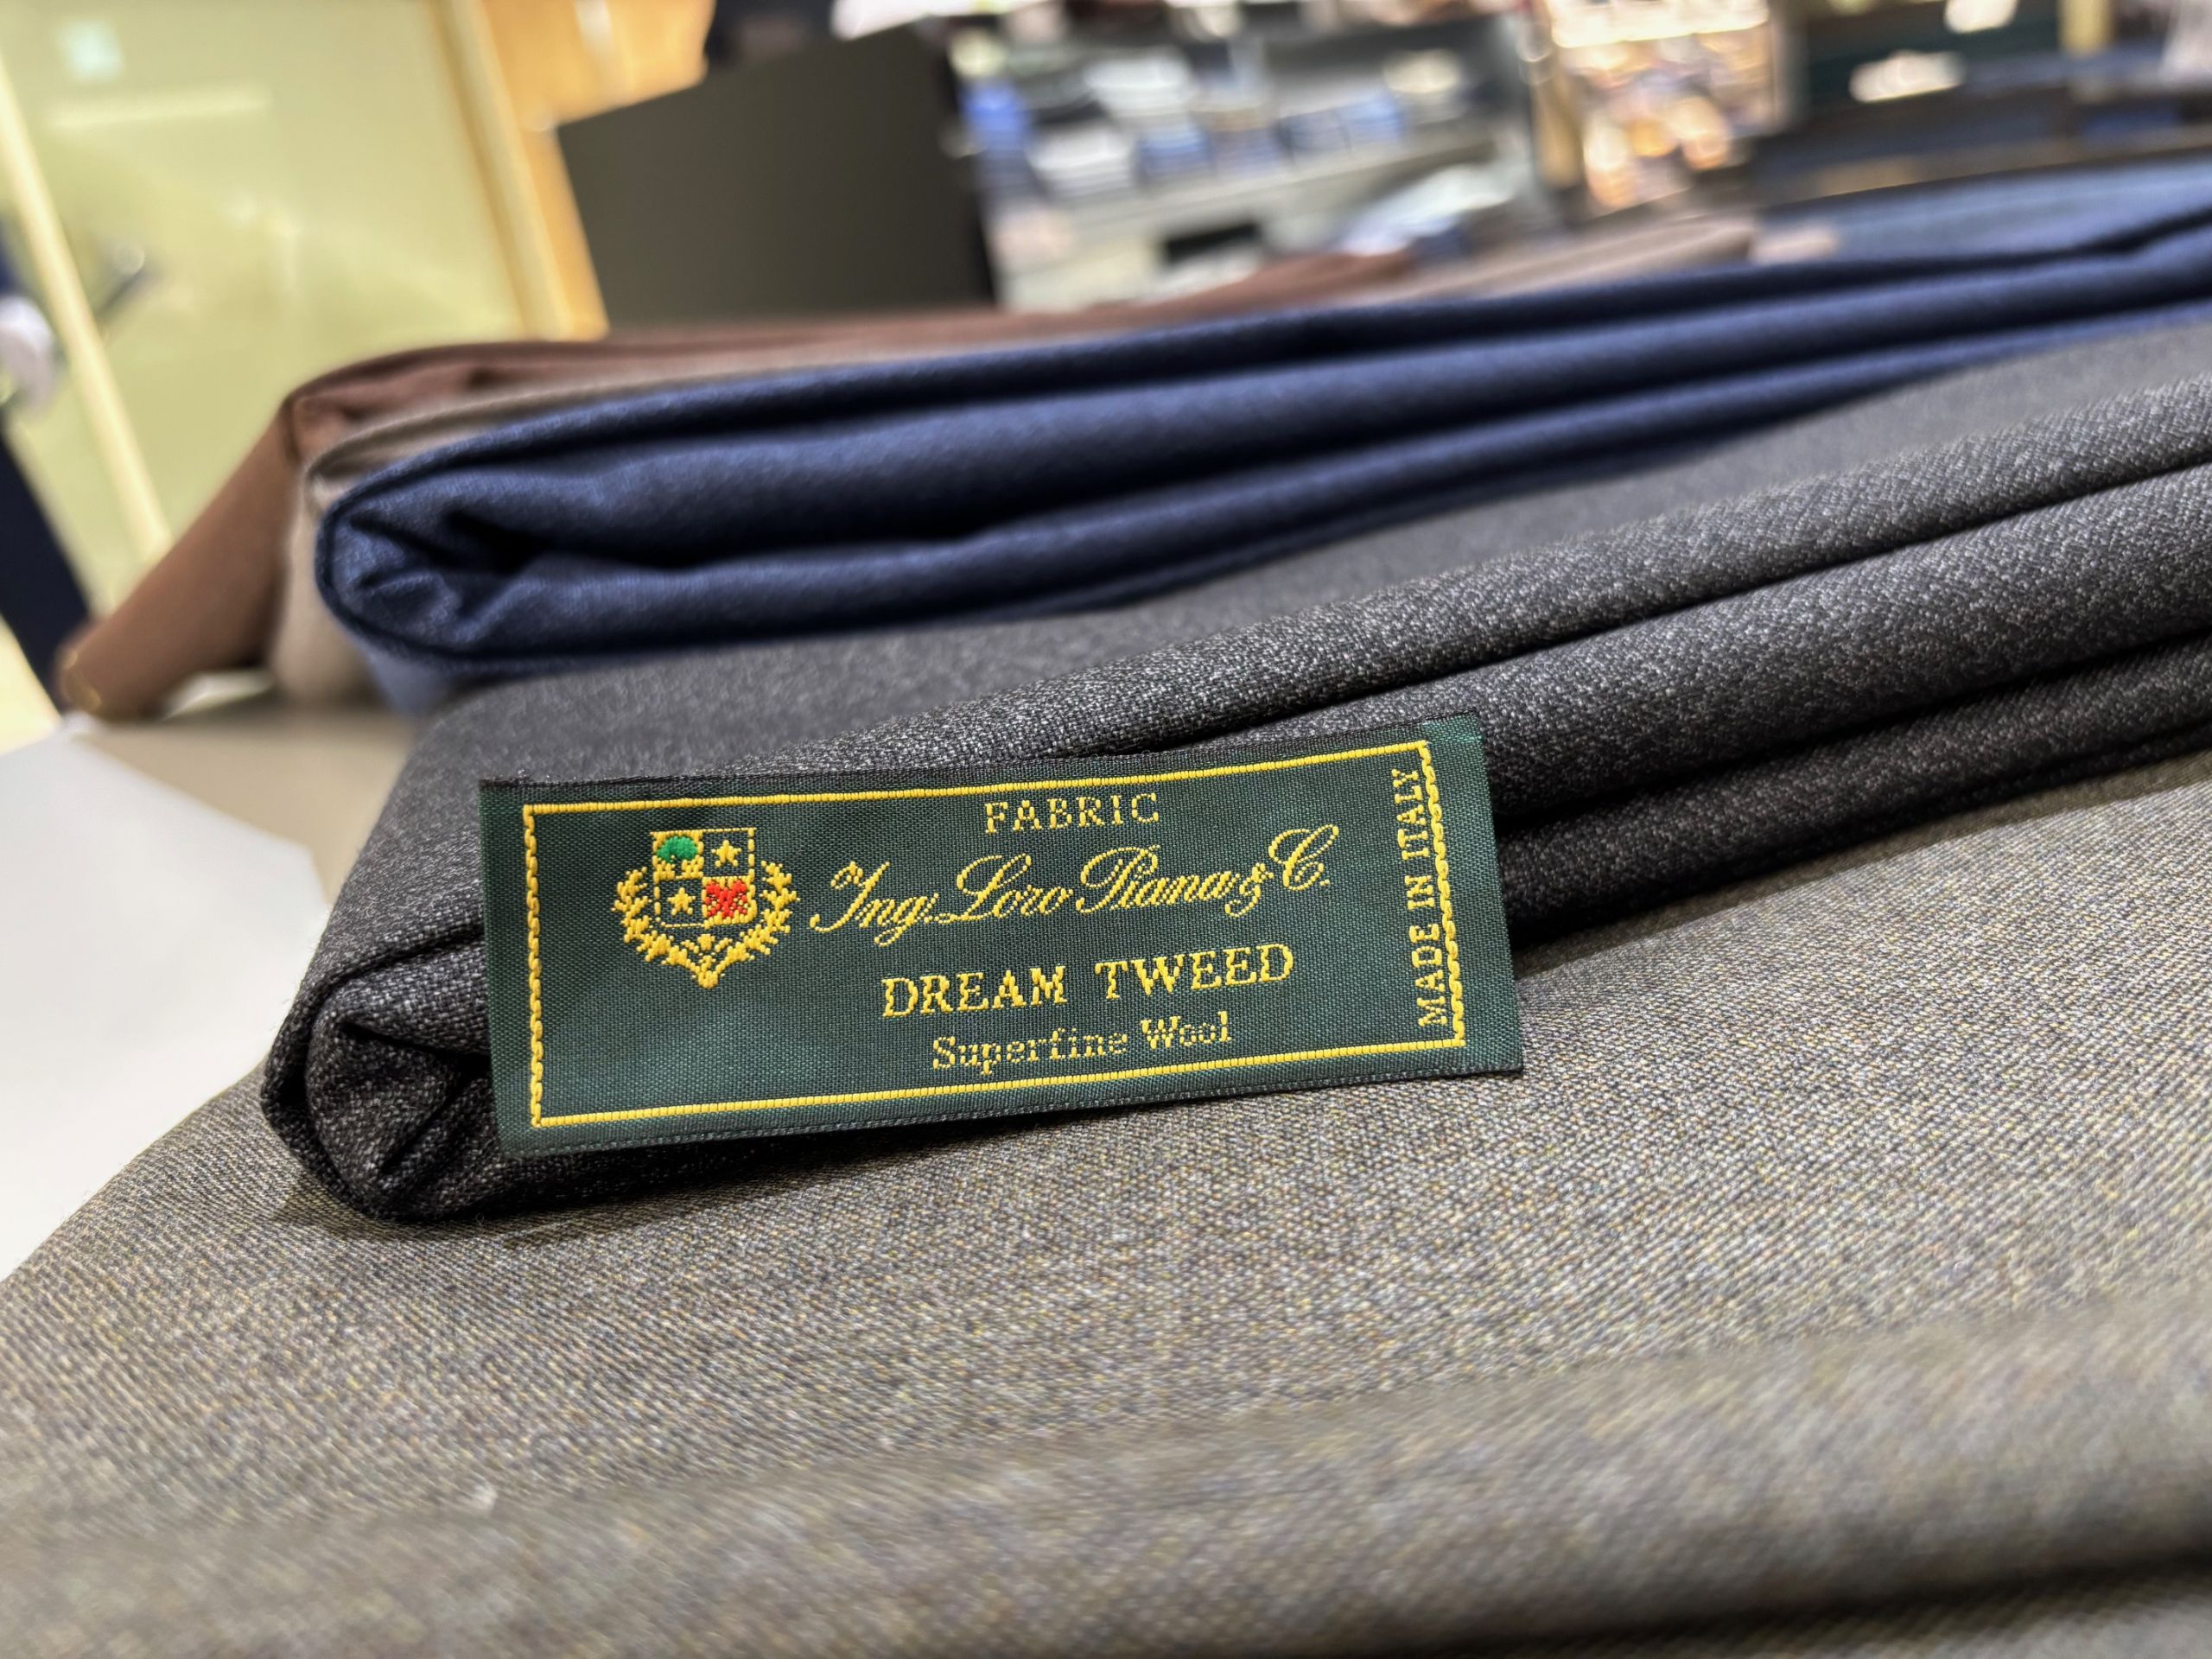 FABRIC
Ing. Loro Piana & C.
DREAM TWEED
Superfine Wool
MADE IN ITALY